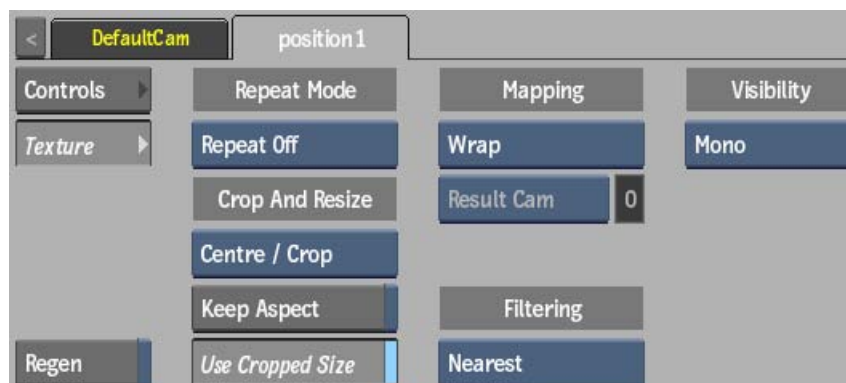 < DefaultCam position1
Controls Repeat Mode Mapping Visibility
Texture Repeat Off Wrap Mono
Crop And Resize Result Cam 0
Centre / Crop
Keep Aspect Filtering
Regen Use Cropped Size Nearest